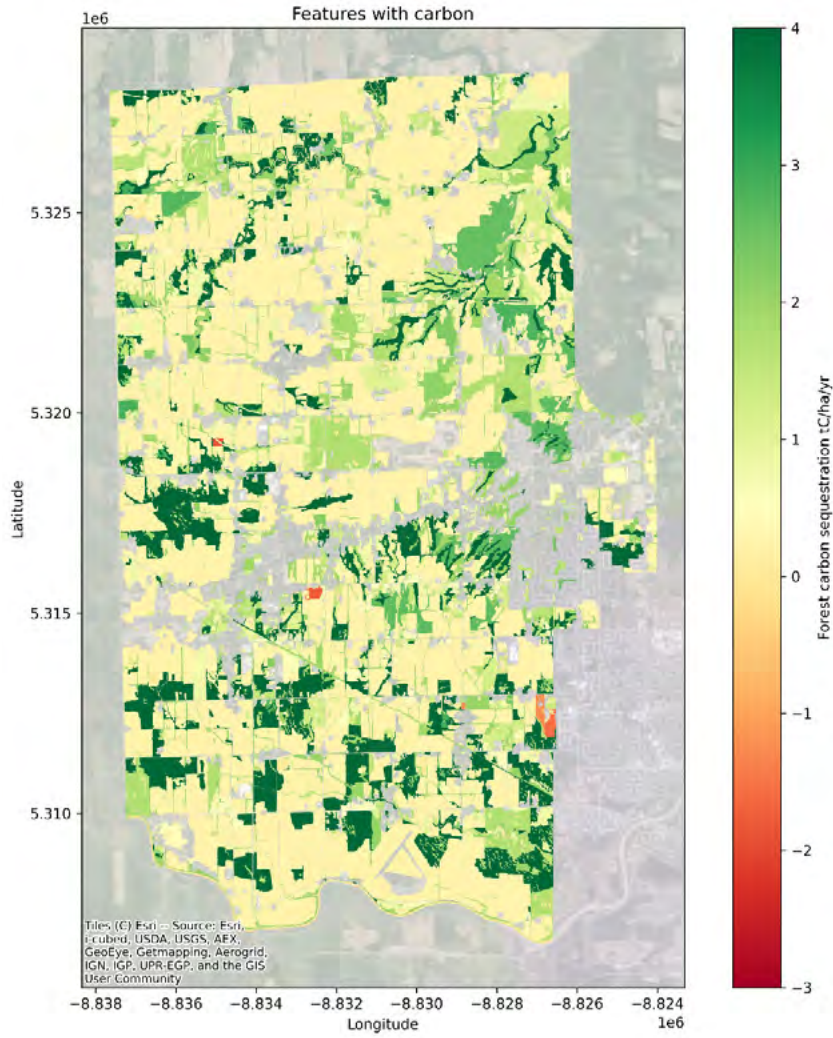 Features with carbon
1e6
5.325
5.320
5.315
5.310
Latitude
Tiles (C) Esri -- Source: Esri,
i-cubed, USDA, USGS, AEX,
GeoEye, Getmapping, Aerogrid,
IGN, IGP, UPR-EGP, and the GIS
User Community
−8.838 −8.836 −8.834 −8.832 −8.830 −8.828 −8.826 −8.824
1e6
Longitude
4
3
2
1
0
−1
−2
−3
Forest carbon sequestration tC/ha/yr